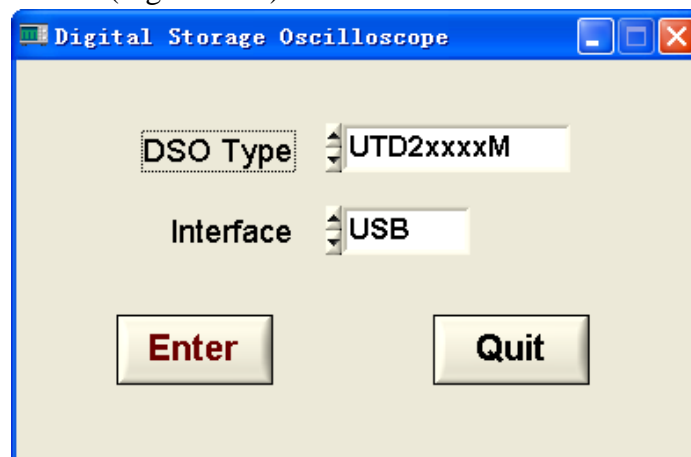 Digital Storage Oscilloscope
DSO Type UTD2xxxxM
Interface USB
Enter Quit